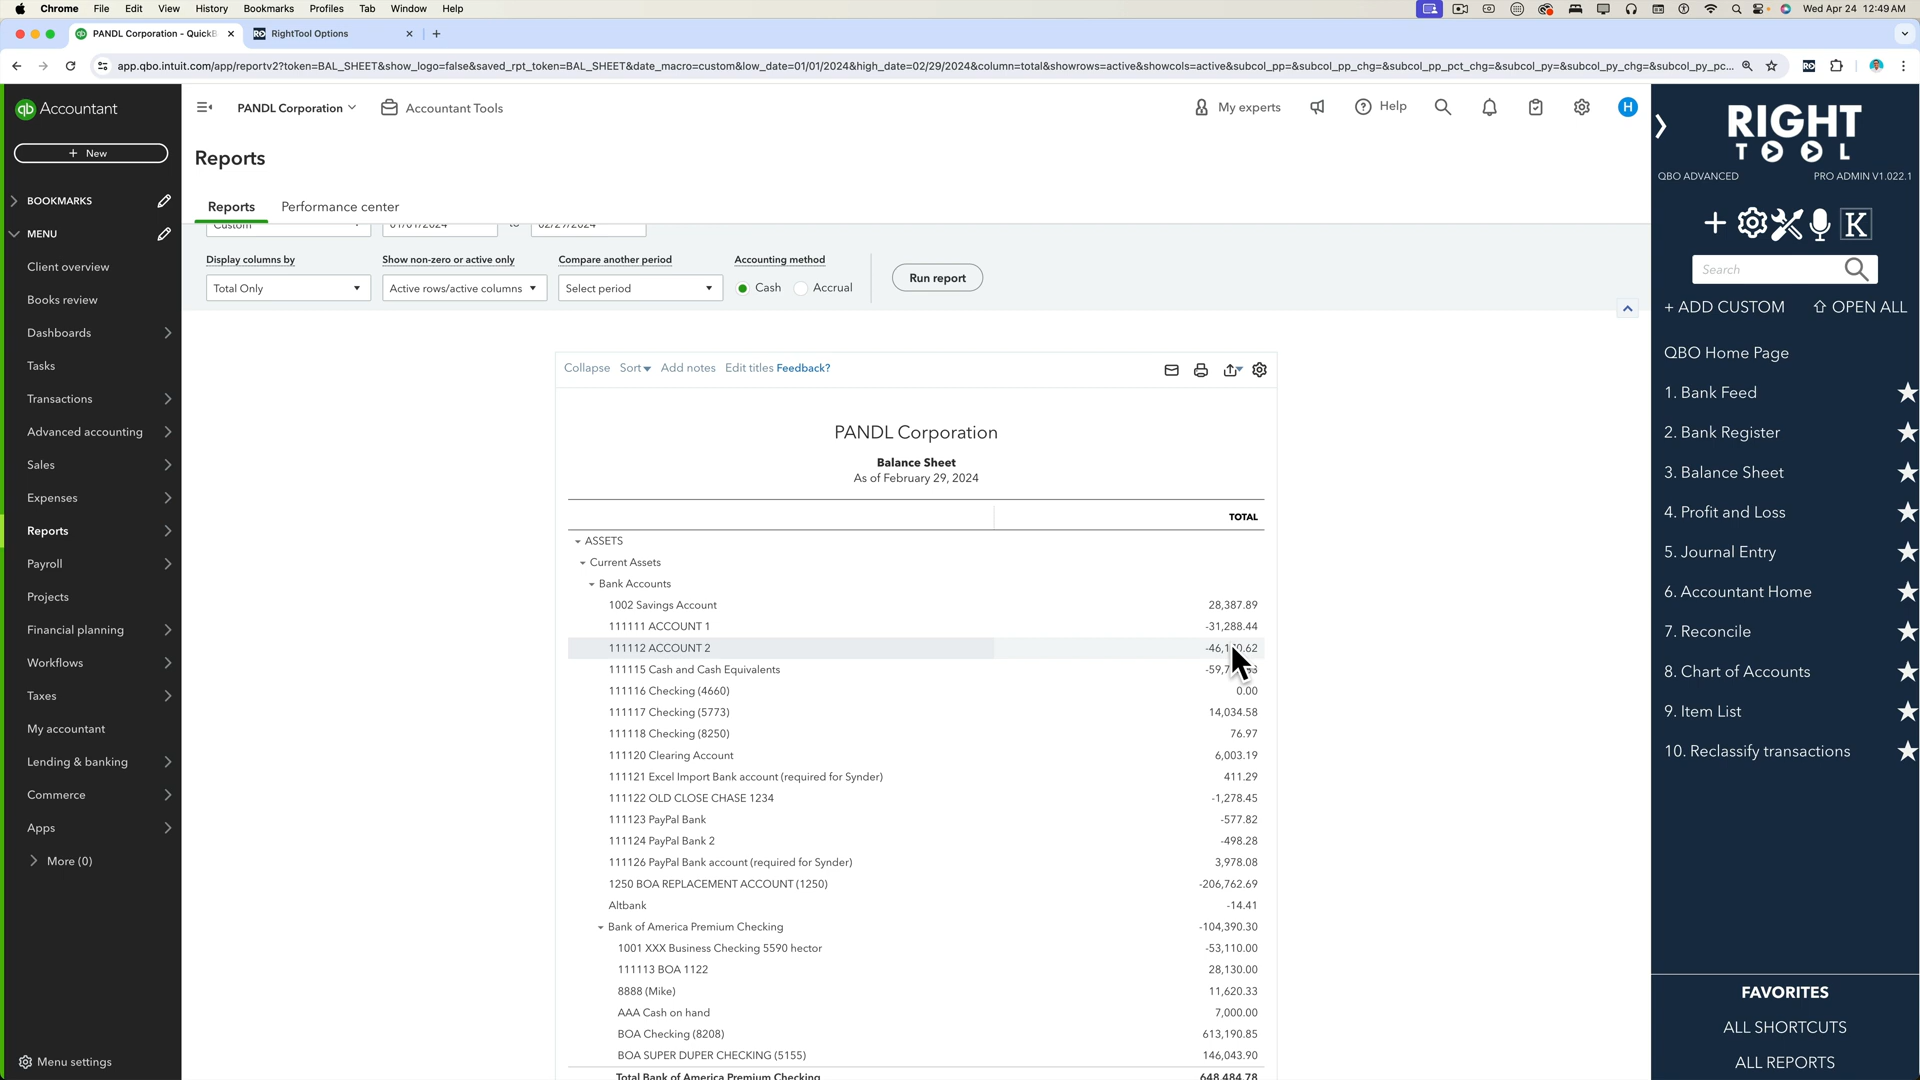 Chrome File Edit View History Bookmarks Profiles Tab Window Help
Wed Apr 24 12:49 AM
PANDL Corporation - QuickB
RightTool Options
app.qbo.intuit.com/app/reportv2?token=BAL_SHEET&show_logo=false&saved_rpt_token=BAL_SHEET&date_macro=custom&low_date=01/01/2024&high_date=02/29/2024&column=total&showrows=active&showcols=active&subcol_pp=&subcol_pp_chg=&subcol_pp_pct_chg=&subcol_py=&subcol_py_chg=&subcol_py_pc...
qb Accountant
+ New
BOOKMARKS
MENU
Client overview
Books review
Dashboards
Tasks
Transactions
Advanced accounting
Sales
Expenses
Reports
Payroll
Projects
Financial planning
Workflows
Taxes
My accountant
Lending & banking
Commerce
Apps
More (0)
Menu settings
PANDL Corporation
Accountant Tools
My experts
Help
H
Reports
Reports Performance center
Custom 01/01/2024 to 02/29/2024
Display columns by Show non-zero or active only Compare another period Accounting method
Total Only Active rows/active columns Select period Cash Accrual Run report
Collapse Sort Add notes Edit titles Feedback?
PANDL Corporation
Balance Sheet
As of February 29, 2024
TOTAL
ASSETS
Current Assets
Bank Accounts
1002 Savings Account 28,387.89
111111 ACCOUNT 1 -31,288.44
111112 ACCOUNT 2
111115 Cash and Cash Equivalents
111116 Checking (4660) 0.00
111117 Checking (5773) 14,034.58
111118 Checking (8250) 76.97
111120 Clearing Account 6,003.19
111121 Excel Import Bank account (required for Synder) 411.29
111122 OLD CLOSE CHASE 1234 -1,278.45
111123 PayPal Bank -577.82
111124 PayPal Bank 2 -498.28
111126 PayPal Bank account (required for Synder) 3,978.08
1250 BOA REPLACEMENT ACCOUNT (1250) -206,762.69
Altbank -14.41
Bank of America Premium Checking -104,390.30
1001 XXX Business Checking 5590 hector -53,110.00
111113 BOA 1122 28,130.00
8888 (Mike) 11,620.33
AAA Cash on hand 7,000.00
BOA Checking (8208) 613,190.85
BOA SUPER DUPER CHECKING (5155) 146,043.90
Total Bank of America Premium Checking 648,484.78
RIGHT
TOOL
QBO ADVANCED PRO ADMIN V1.022.1
K
Search
+ ADD CUSTOM OPEN ALL
QBO Home Page
1. Bank Feed
2. Bank Register
3. Balance Sheet
4. Profit and Loss
5. Journal Entry
6. Accountant Home
7. Reconcile
8. Chart of Accounts
9. Item List
10. Reclassify transactions
FAVORITES
ALL SHORTCUTS
ALL REPORTS